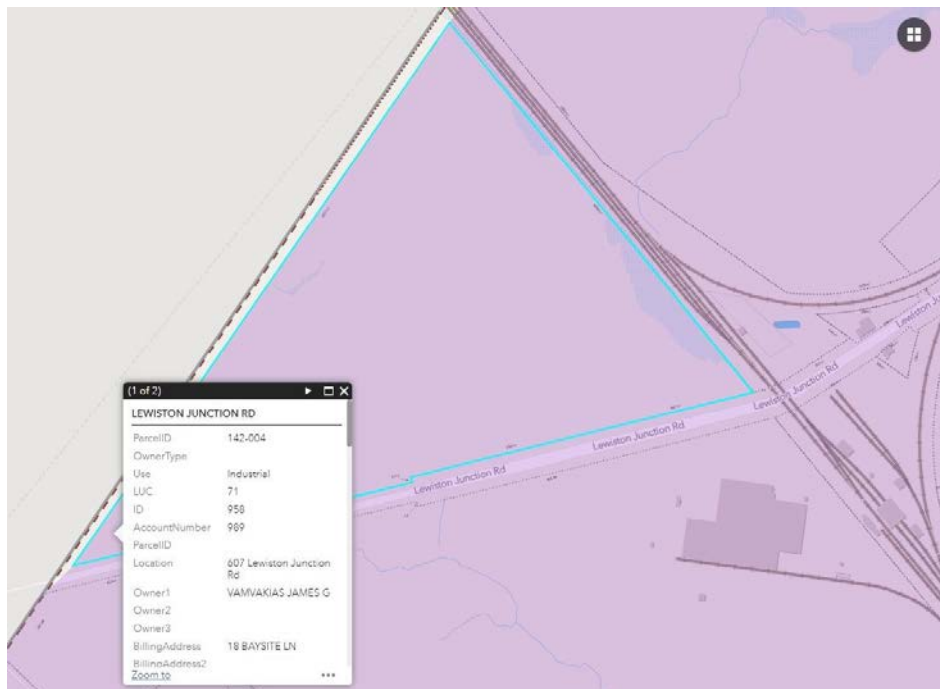 (1 of 2)
LEWISTON JUNCTION RD
ParcelID 142-004
OwnerType
Use Industrial
LUC 71
ID 958
AccountNumber 989
ParcelID
Location 607 Lewiston Junction
Rd
Owner1 VAMVAKIAS JAMES G
Owner2
Owner3
BillingAddress 18 BAYSITE LN
BillingAddress2
Zoom to
Lewiston Junction Rd
Lewiston Junction Rd
Lewiston Junction Rd
Lewiston Ju